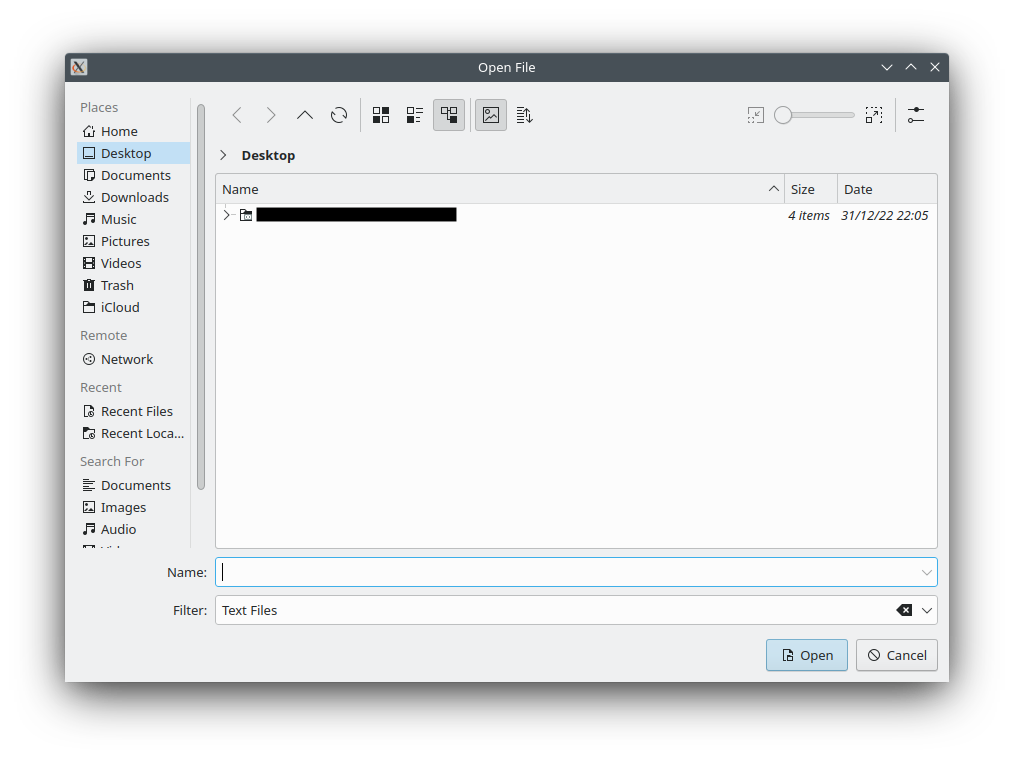 Open File
Places
Home
Desktop
Documents
Downloads
Music
Pictures
Videos
Trash
iCloud
Remote
Network
Recent
Recent Files
Recent Loca...
Search For
Documents
Images
Audio
Desktop
Name Size Date
4 items 31/12/22 22:05
Name:
Filter: Text Files
Open Cancel